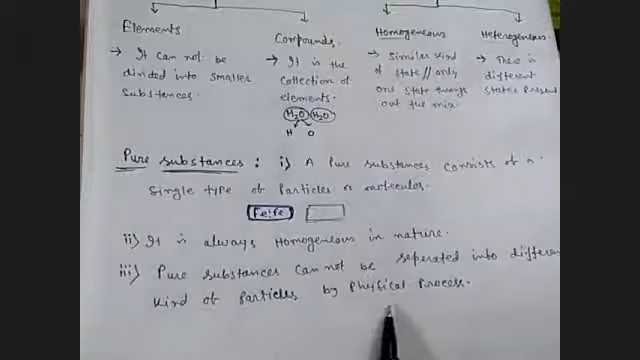 Elements
Compounds.
Homogeneous
Heterogeneous.
→ It can not be
divided into smaller
substances.
→ It is the
collection of
elements.
H2O H2O
H O
→ Similar kind
of state // only
one state through
out the mix.
→ There is
different
states Present
Pure substances : i) A Pure substances consists of a
single type of Particles or molecules.
Fe Fe
ii) It is always Homogeneous in nature.
iii) Pure substances can not be seperated into differen
kind of Particles by Physical Process.